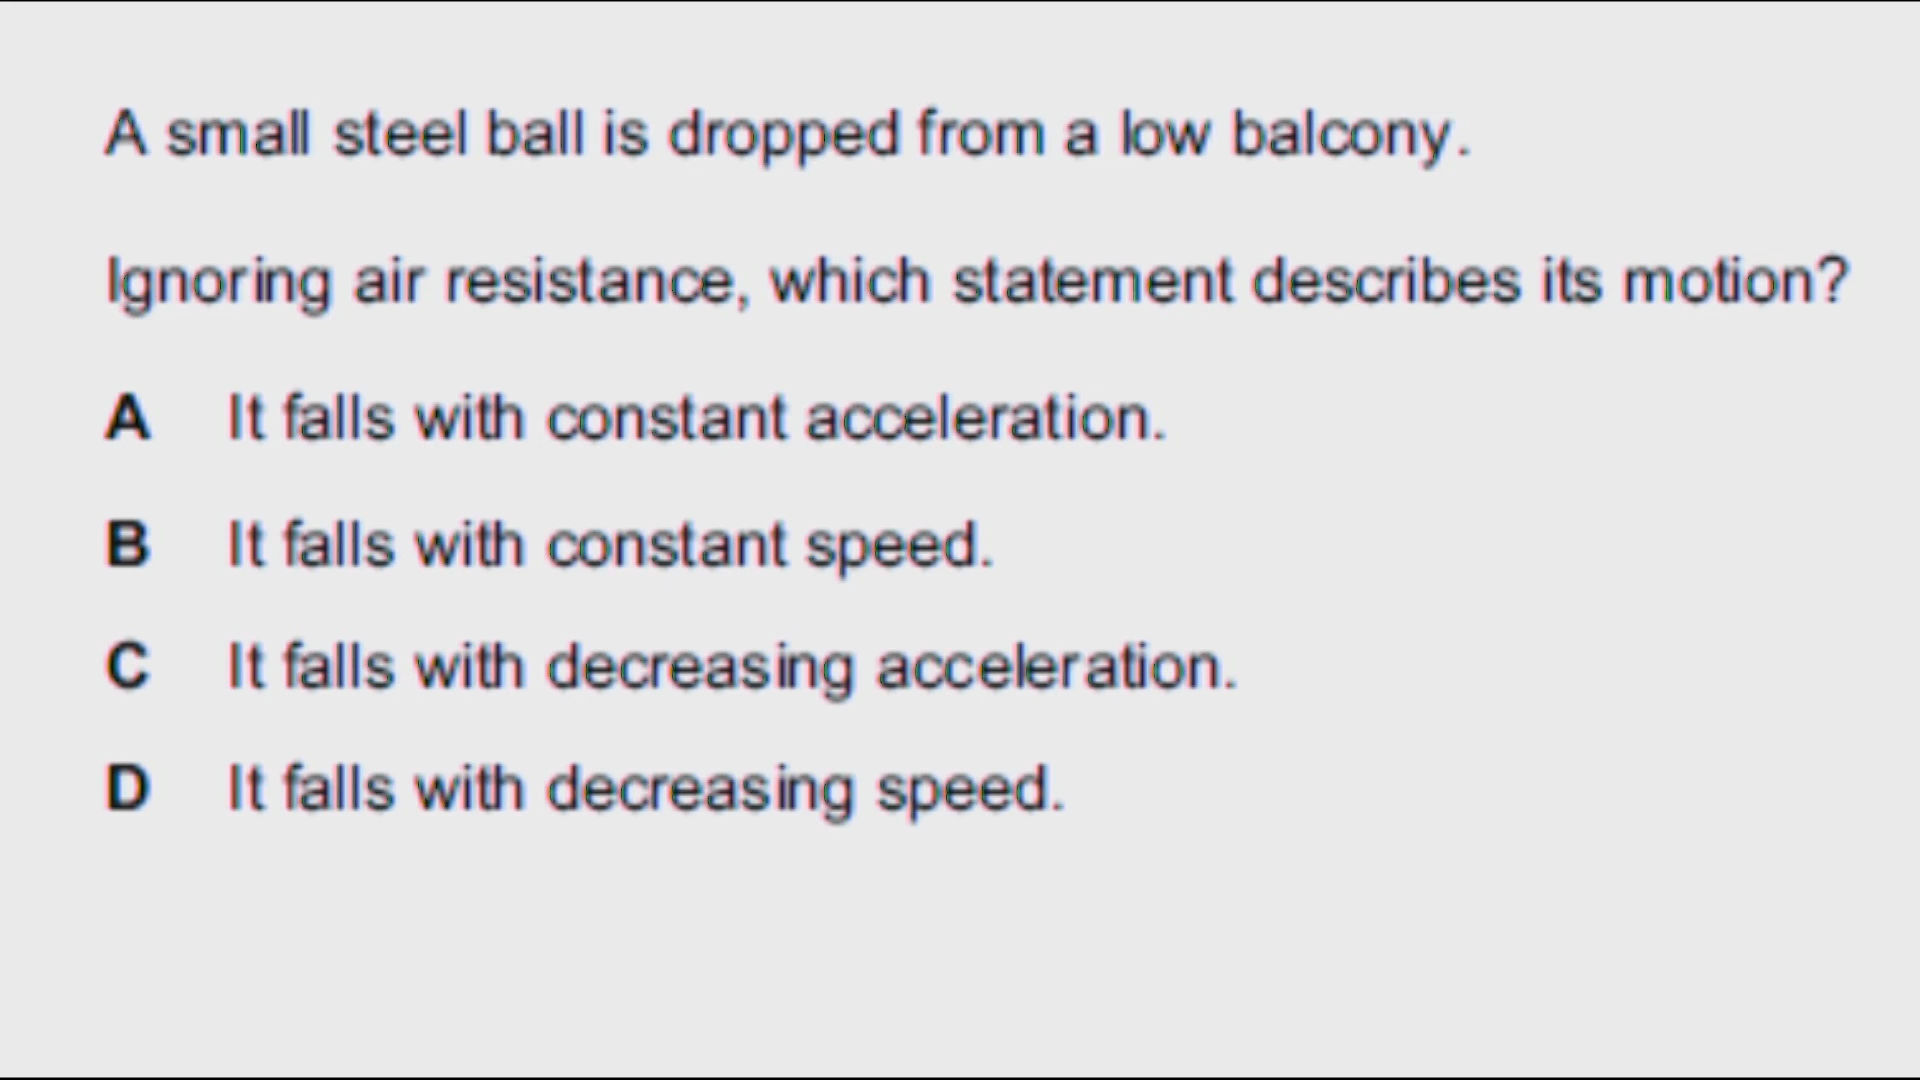 A small steel ball is dropped from a low balcony.
Ignoring air resistance, which statement describes its motion?
A It falls with constant acceleration.
B It falls with constant speed.
C It falls with decreasing acceleration.
D It falls with decreasing speed.